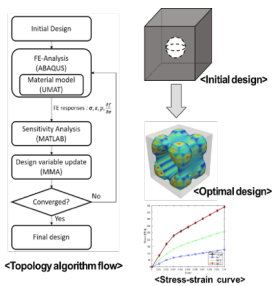 Initial Design
FE-Analysis
(ABAQUS)
Material model
(UMAT)
FE responses : σ, ε, p,
Sensitivity Analysis
(MATLAB)
Design variable update
(MMA)
Converged?
No
Yes
Final design
<Topology algorithm flow>
<Initial design>
<Optimal design>
<Stress-strain curve>